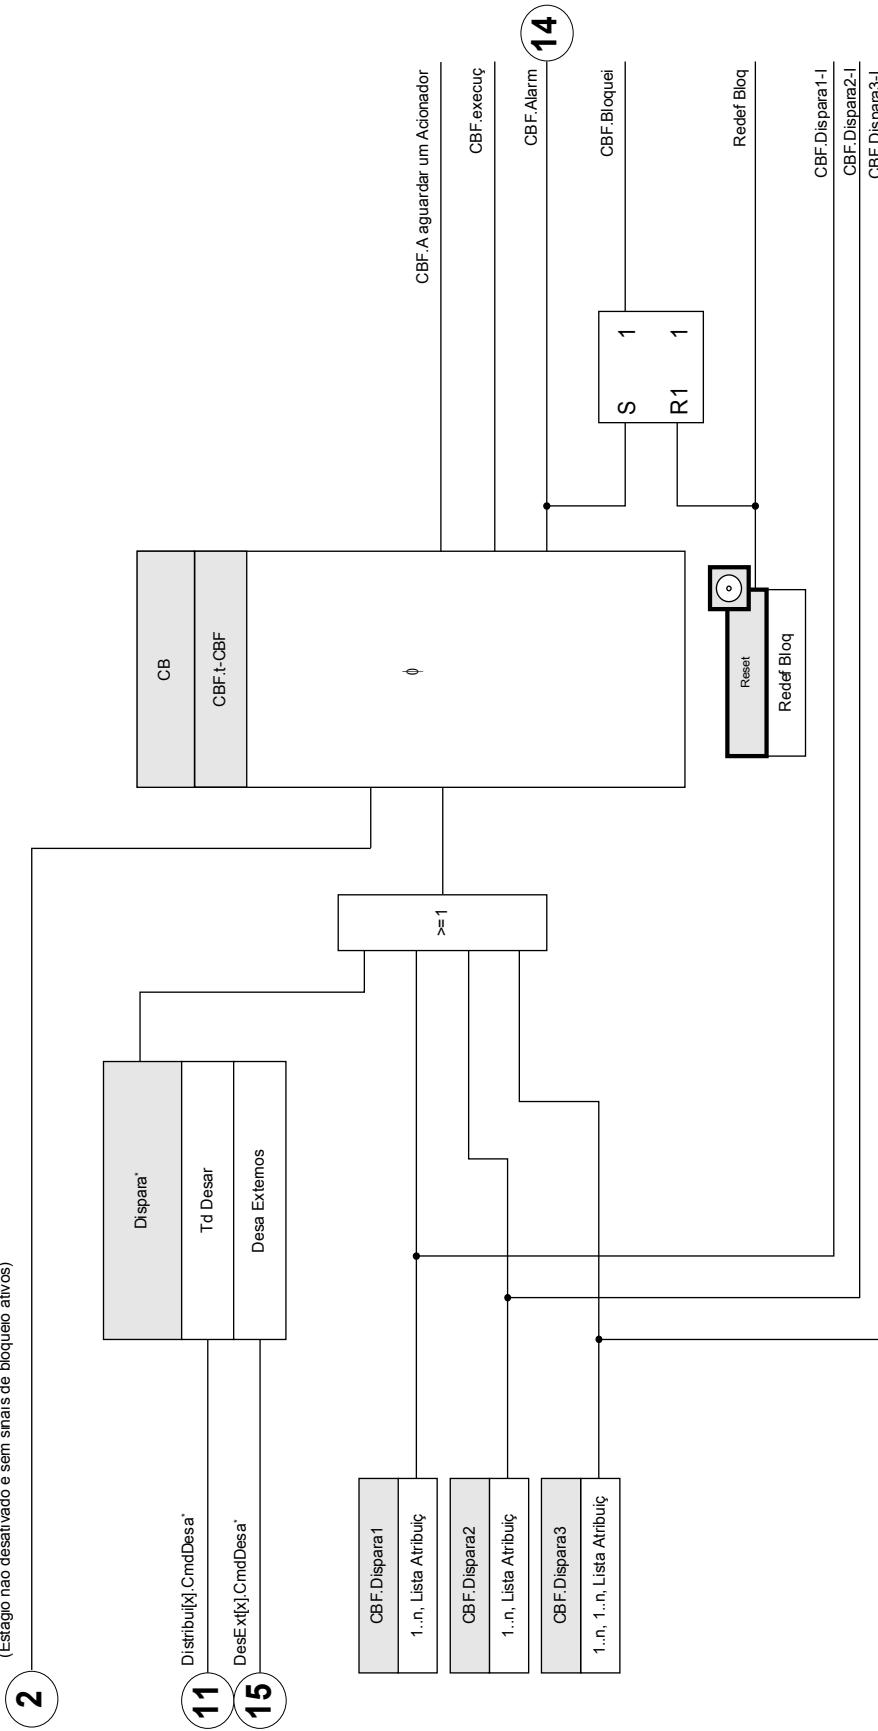 (Estágio não desativado e sem sinais de bloqueio ativos)
2
Distribui[x].CmdDesa*
11
DesExt[x].CmdDesa*
15
Dispara*
Td Desar
Desa Externos
CBF.Dispara1
1..n, Lista Atribuiç
CBF.Dispara2
1..n, Lista Atribuiç
CBF.Dispara3
1..n, 1..n, Lista Atribuiç
>=1
CB
CBF.t-CBF
ϕ
Reset
Redef Bloq
S 1
R1 1
CBF.A aguardar um Acionador
CBF.execuç
CBF.Alarm
14
CBF.Bloquei
Redef Bloq
CBF.Dispara1-I
CBF.Dispara2-I
CBF.Dispara3-I